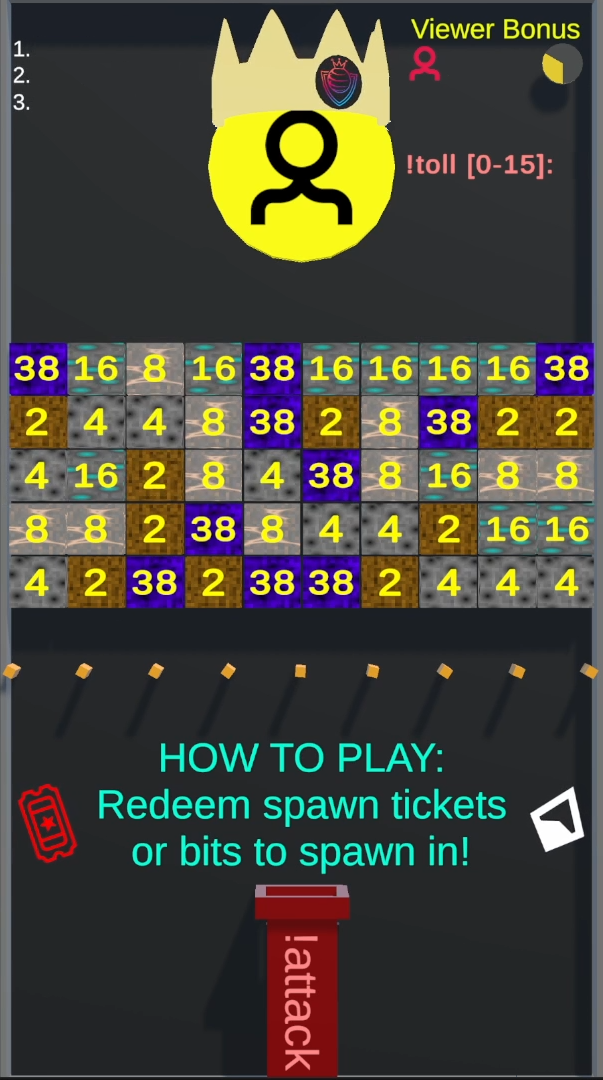 Viewer Bonus
1.
2.
3.
!toll [0-15]:
38 16 8 16 38 16 16 16 16 38
2 4 4 8 38 2 8 38 2 2
4 16 2 8 4 38 8 16 8 8
8 8 2 38 8 4 4 2 16 16
4 2 38 2 38 38 2 4 4 4
HOW TO PLAY:
Redeem spawn tickets
or bits to spawn in!
!attack